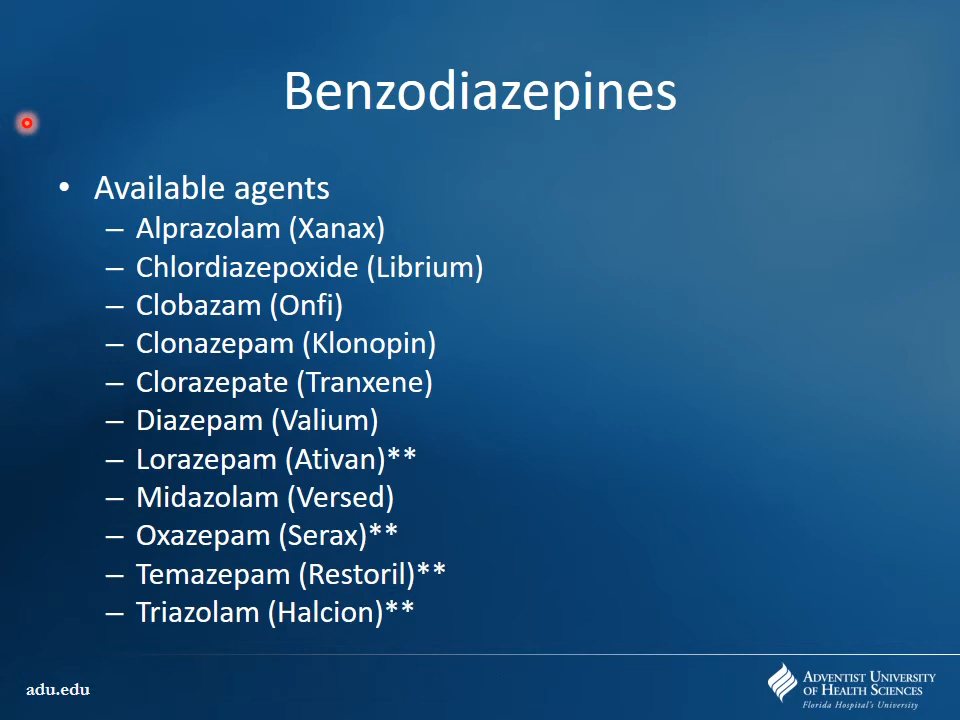 Benzodiazepines
• Available agents
– Alprazolam (Xanax)
– Chlordiazepoxide (Librium)
– Clobazam (Onfi)
– Clonazepam (Klonopin)
– Clorazepate (Tranxene)
– Diazepam (Valium)
– Lorazepam (Ativan)**
– Midazolam (Versed)
– Oxazepam (Serax)**
– Temazepam (Restoril)**
– Triazolam (Halcion)**
adu.edu
ADVENTIST UNIVERSITY
OF HEALTH SCIENCES
Florida Hospital's University